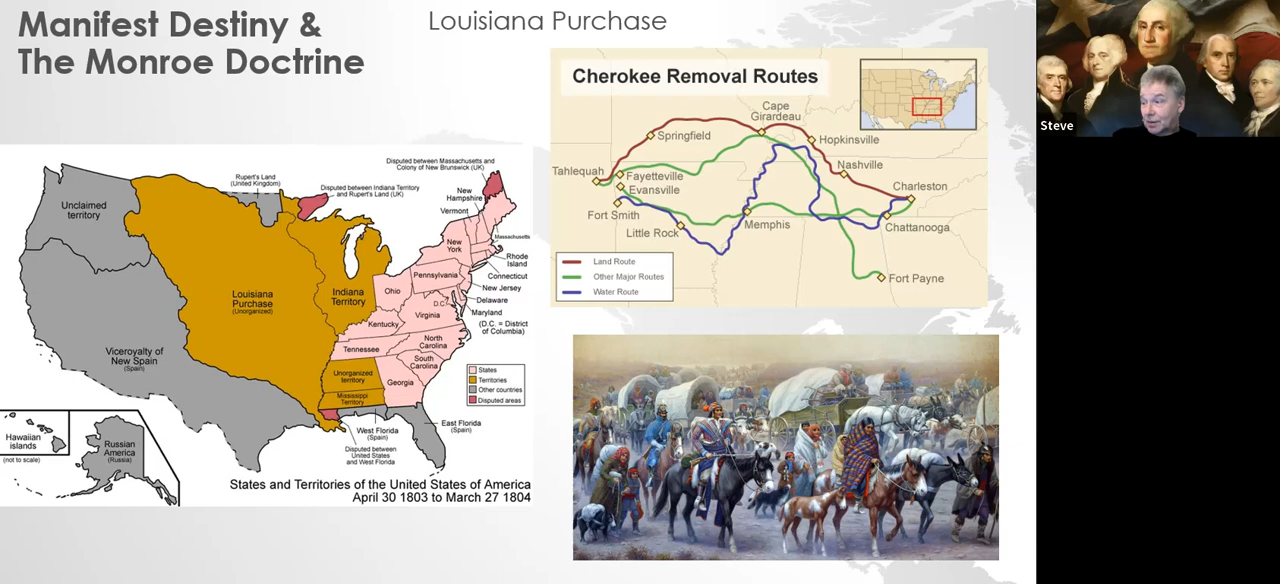 Manifest Destiny &
The Monroe Doctrine
Louisiana Purchase
Steve
Cherokee Removal Routes
Cape
Girardeau
Springfield
Hopkinsville
Nashville
Tahlequah
Fayetteville
Evansville
Charleston
Fort Smith
Little Rock
Memphis
Chattanooga
Fort Payne
Land Route
Other Major Routes
Water Route
Disputed between Massachusetts and
Colony of New Brunswick (UK)
Rupert's Land
(United Kingdom)
Disputed between Indiana Territory
and Rupert's Land (UK)
New
Hampshire
Vermont
Unclaimed
territory
Massachusetts
New
York
Rhode
Island
Connecticut
Pennsylvania
New Jersey
Ohio
Delaware
D.C.
Maryland
(D.C. = District
of Columbia)
Louisiana
Purchase
(Unorganized)
Indiana
Territory
Virginia
Kentucky
North
Carolina
Tennessee
South
Carolina
Viceroyalty of
New Spain
(Spain)
Unorganized
territory
Georgia
Mississippi
Territory
States
Territories
Other countries
Disputed areas
West Florida
(Spain)
East Florida
(Spain)
Disputed between
United States
and West Florida
Hawaiian
islands
(not to scale)
Russian
America
(Russia)
States and Territories of the United States of America
April 30 1803 to March 27 1804